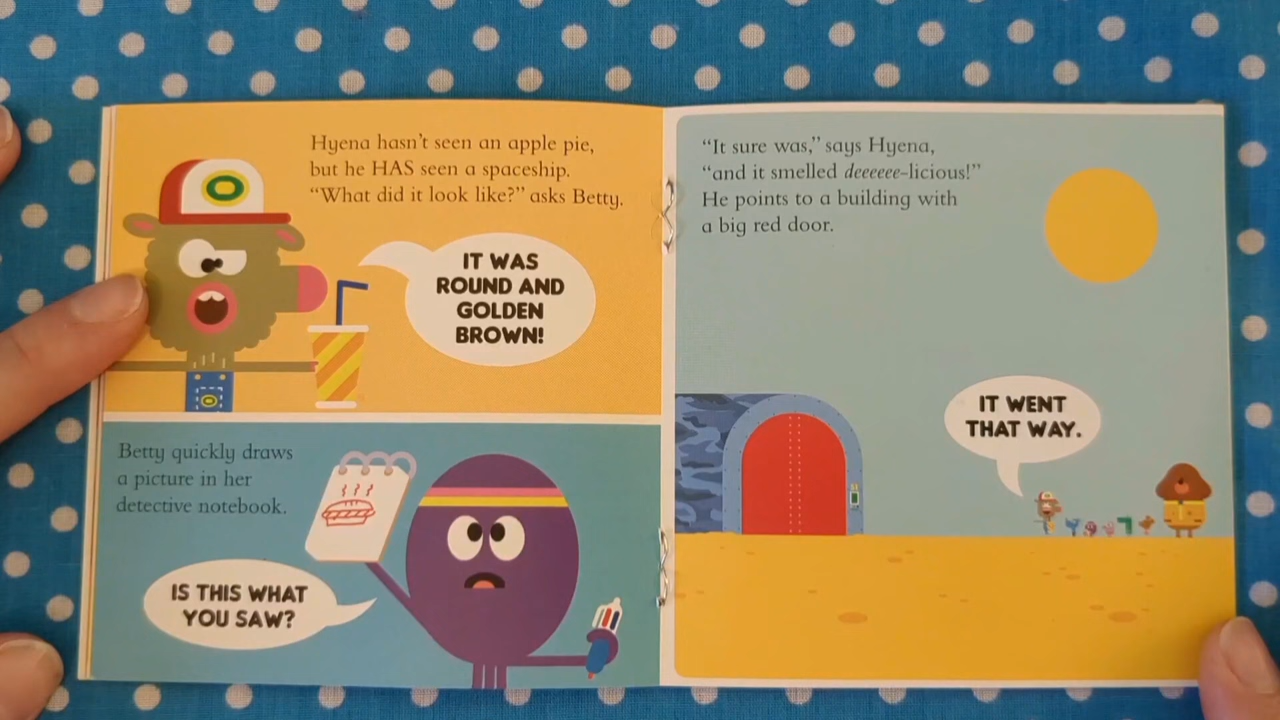 Hyena hasn't seen an apple pie,
but he HAS seen a spaceship.
“What did it look like?” asks Betty.
IT WAS
ROUND AND
GOLDEN
BROWN!
Betty quickly draws
a picture in her
detective notebook.
IS THIS WHAT
YOU SAW?
“It sure was,” says Hyena,
“and it smelled deeeeee-licious!”
He points to a building with
a big red door.
IT WENT
THAT WAY.